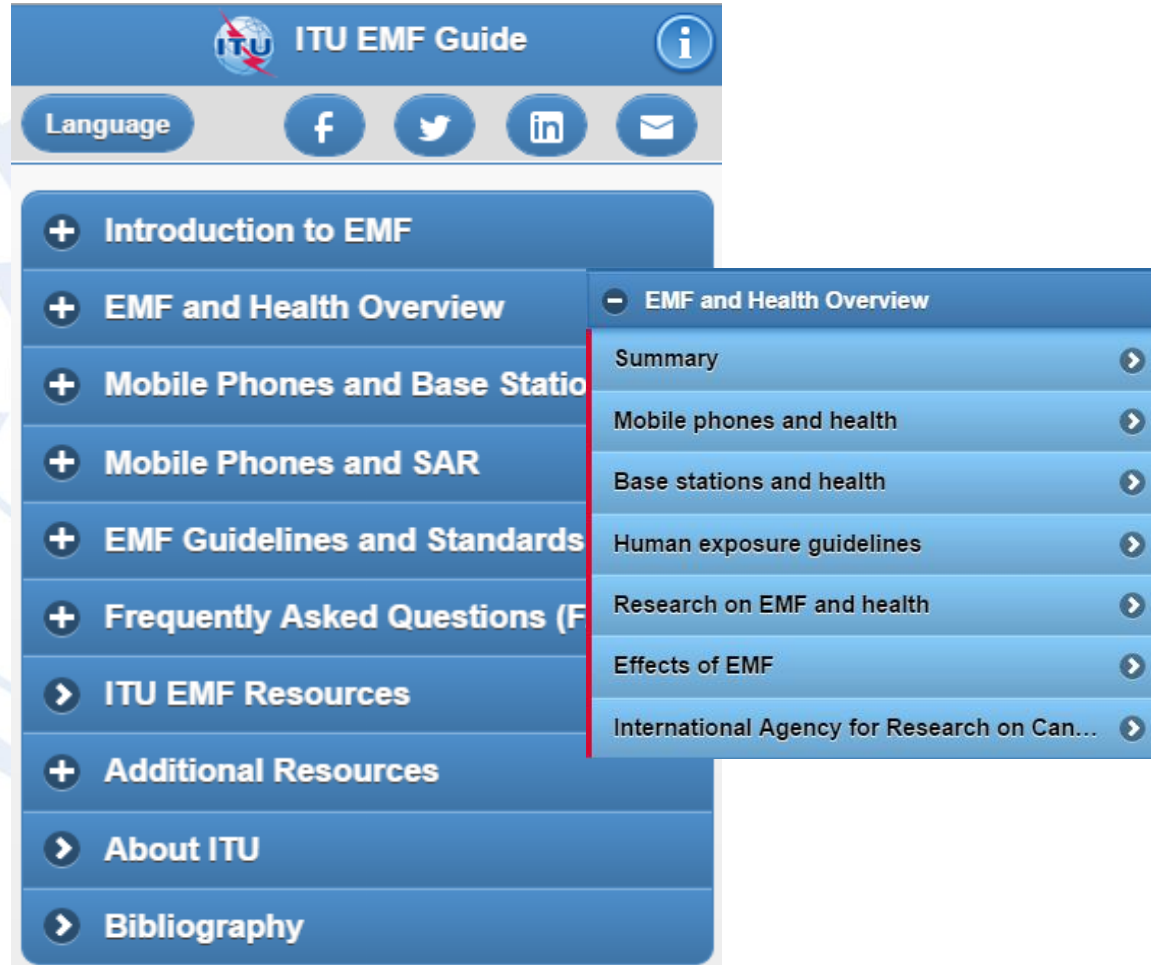 ITU
ITU EMF Guide
i
Language
Introduction to EMF
EMF and Health Overview
Mobile Phones and Base Statio
Mobile Phones and SAR
EMF Guidelines and Standards
Frequently Asked Questions (F
ITU EMF Resources
Additional Resources
About ITU
Bibliography
EMF and Health Overview
Summary
Mobile phones and health
Base stations and health
Human exposure guidelines
Research on EMF and health
Effects of EMF
International Agency for Research on Can...